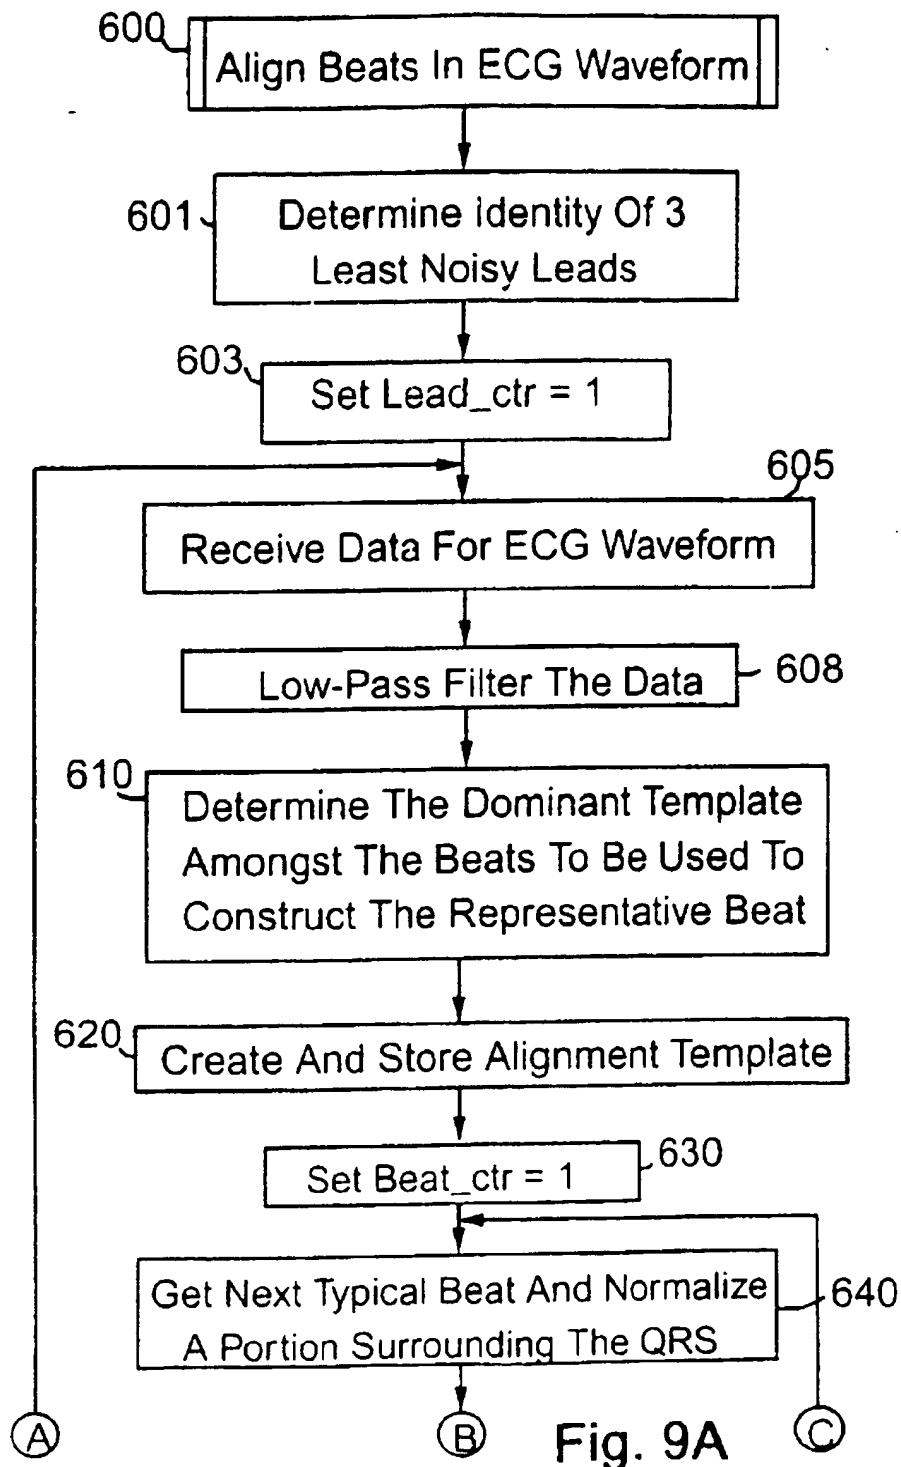 600
Align Beats In ECG Waveform
601
Determine Identity Of 3
Least Noisy Leads
603
Set Lead_ctr = 1
605
Receive Data For ECG Waveform
Low-Pass Filter The Data
608
610
Determine The Dominant Template
Amongst The Beats To Be Used To
Construct The Representative Beat
620
Create And Store Alignment Template
Set Beat_ctr = 1
630
Get Next Typical Beat And Normalize
A Portion Surrounding The QRS
640
A
B
Fig. 9A
C